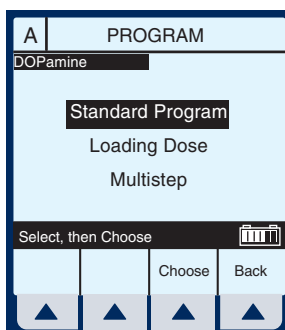 A PROGRAM
DOPamine
Standard Program
Loading Dose
Multistep
Select, then Choose
Choose Back